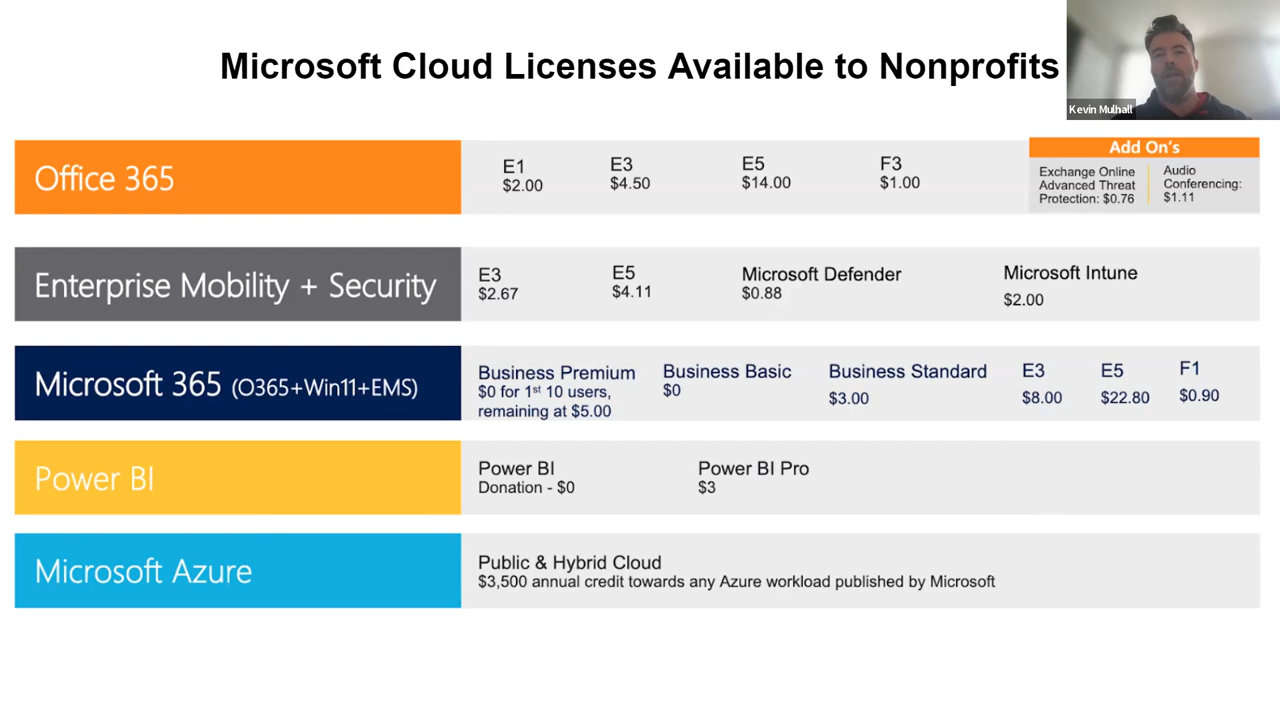 Microsoft Cloud Licenses Available to Nonprofits
Kevin Mulhall
Office 365
E1
$2.00
E3
$4.50
E5
$14.00
F3
$1.00
Add On's
Exchange Online
Advanced Threat
Protection: $0.76
Audio
Conferencing:
$1.11
Enterprise Mobility + Security
E3
$2.67
E5
$4.11
Microsoft Defender
$0.88
Microsoft Intune
$2.00
Microsoft 365 (O365+Win11+EMS)
Business Premium
$0 for 1st 10 users,
remaining at $5.00
Business Basic
$0
Business Standard
$3.00
E3
$8.00
E5
$22.80
F1
$0.90
Power BI
Power BI
Donation - $0
Power BI Pro
$3
Microsoft Azure
Public & Hybrid Cloud
$3,500 annual credit towards any Azure workload published by Microsoft